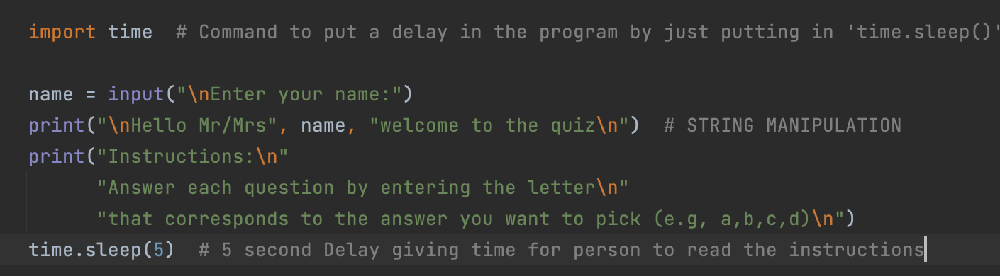 import time  # Command to put a delay in the program by just putting in 'time.sleep()'
name = input("\nEnter your name:")
print("\nHello Mr/Mrs", name, "welcome to the quiz\n")  # STRING MANIPULATION
print("Instructions:\n"
"Answer each question by entering the letter\n"
"that corresponds to the answer you want to pick (e.g, a,b,c,d)\n")
time.sleep(5)  # 5 second Delay giving time for person to read the instructions